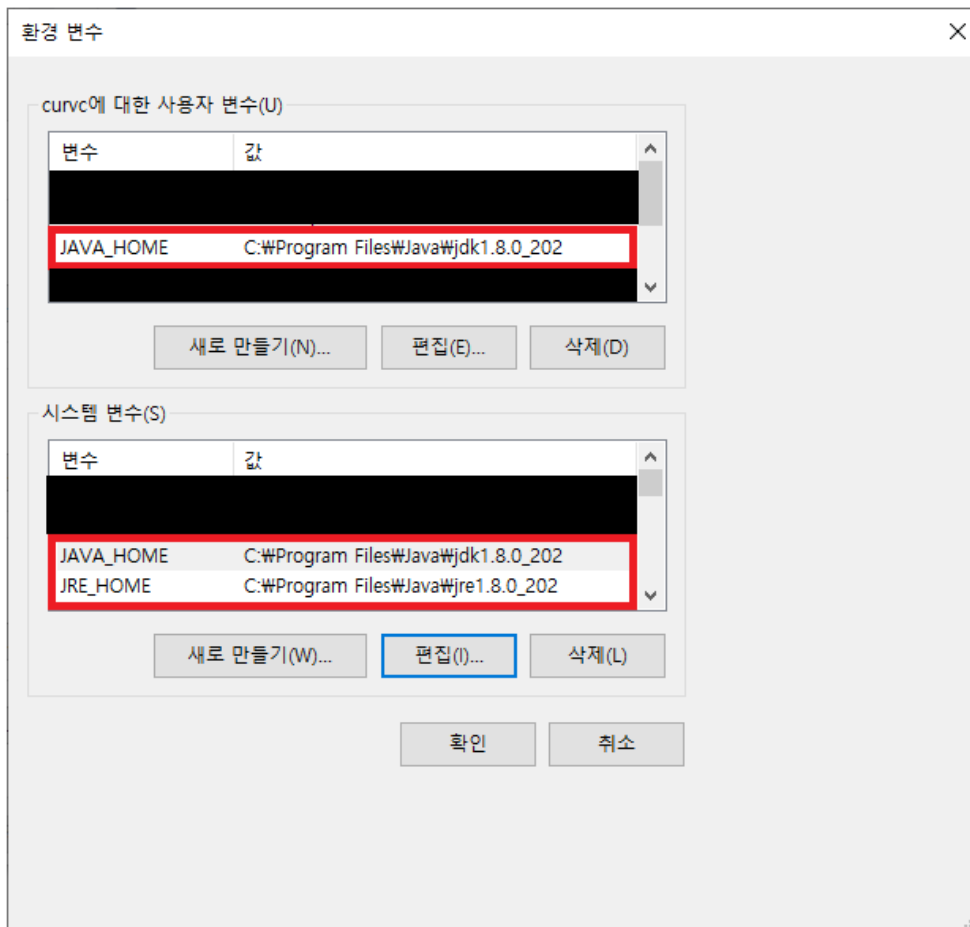 환경 변수
curvc에 대한 사용자 변수(U)
변수 값
JAVA_HOME C:₩Program Files₩Java₩jdk1.8.0_202
새로 만들기(N)... 편집(E)... 삭제(D)
시스템 변수(S)
변수 값
JAVA_HOME C:₩Program Files₩Java₩jdk1.8.0_202
JRE_HOME C:₩Program Files₩Java₩jre1.8.0_202
새로 만들기(W)... 편집(I)... 삭제(L)
확인 취소